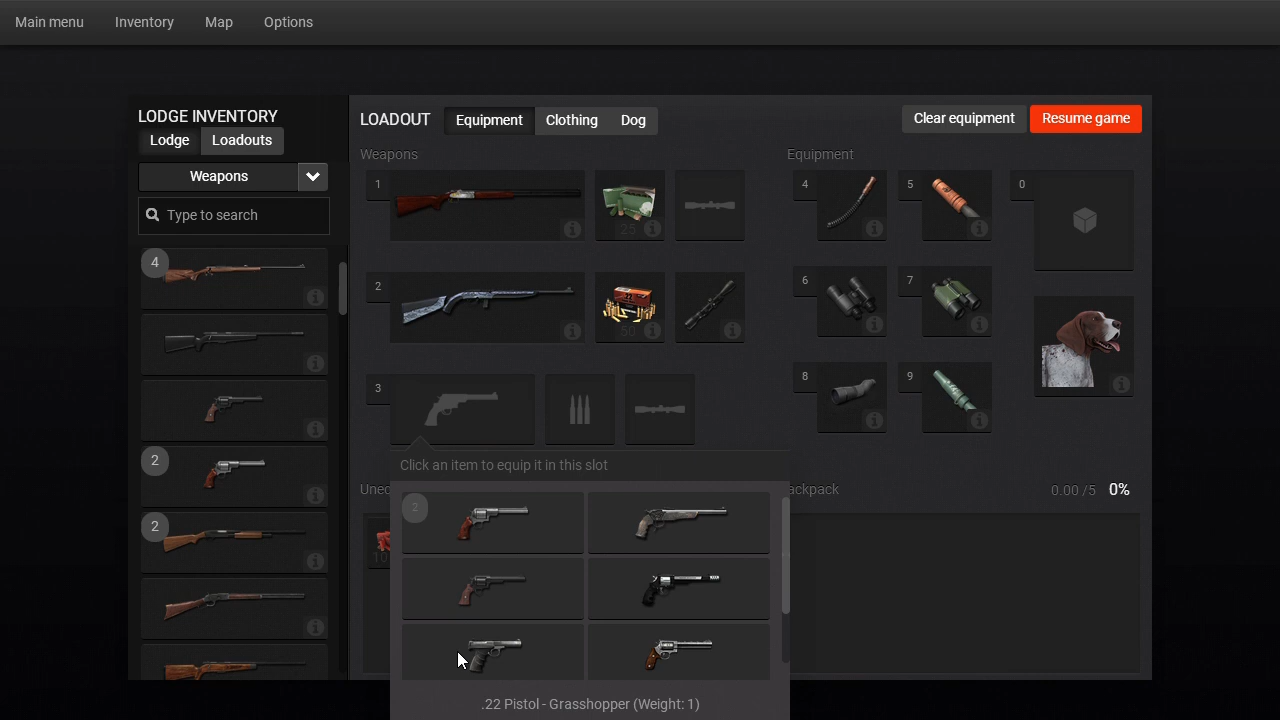 Main menu Inventory Map Options
LODGE INVENTORY
Lodge Loadouts
Weapons
Type to search
4
2
2
LOADOUT Equipment Clothing Dog Clear equipment Resume game
Weapons Equipment
1 25 4 5 0
2 50 6 7
3 8 9
Click an item to equip it in this slot
Uneq ackpack 0.00 /5 0%
2
10
.22 Pistol - Grasshopper (Weight: 1)